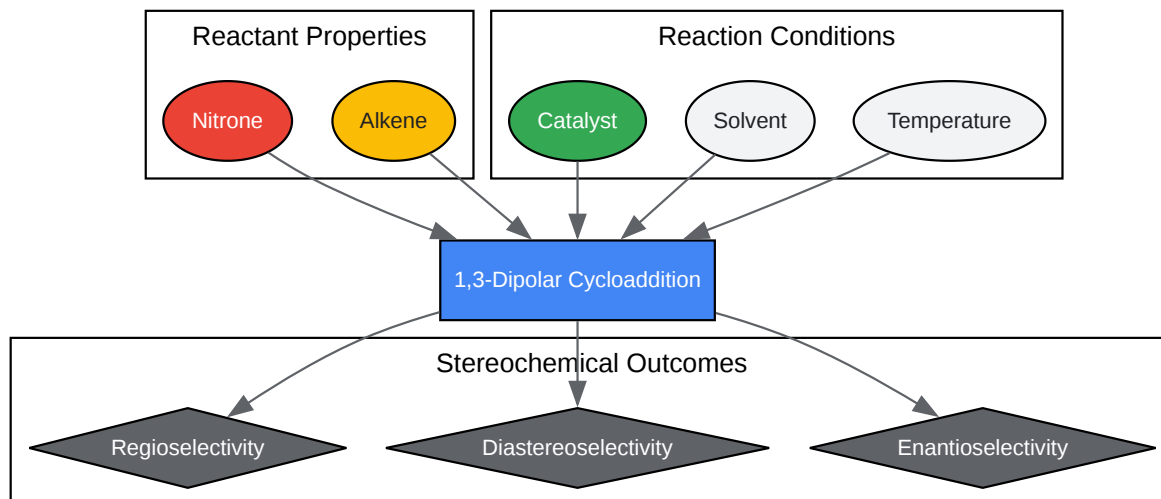 Reactant Properties
Reaction Conditions
Nitrone
Alkene
Catalyst
Solvent
Temperature
1,3-Dipolar Cycloaddition
Stereochemical Outcomes
Regioselectivity
Diastereoselectivity
Enantioselectivity